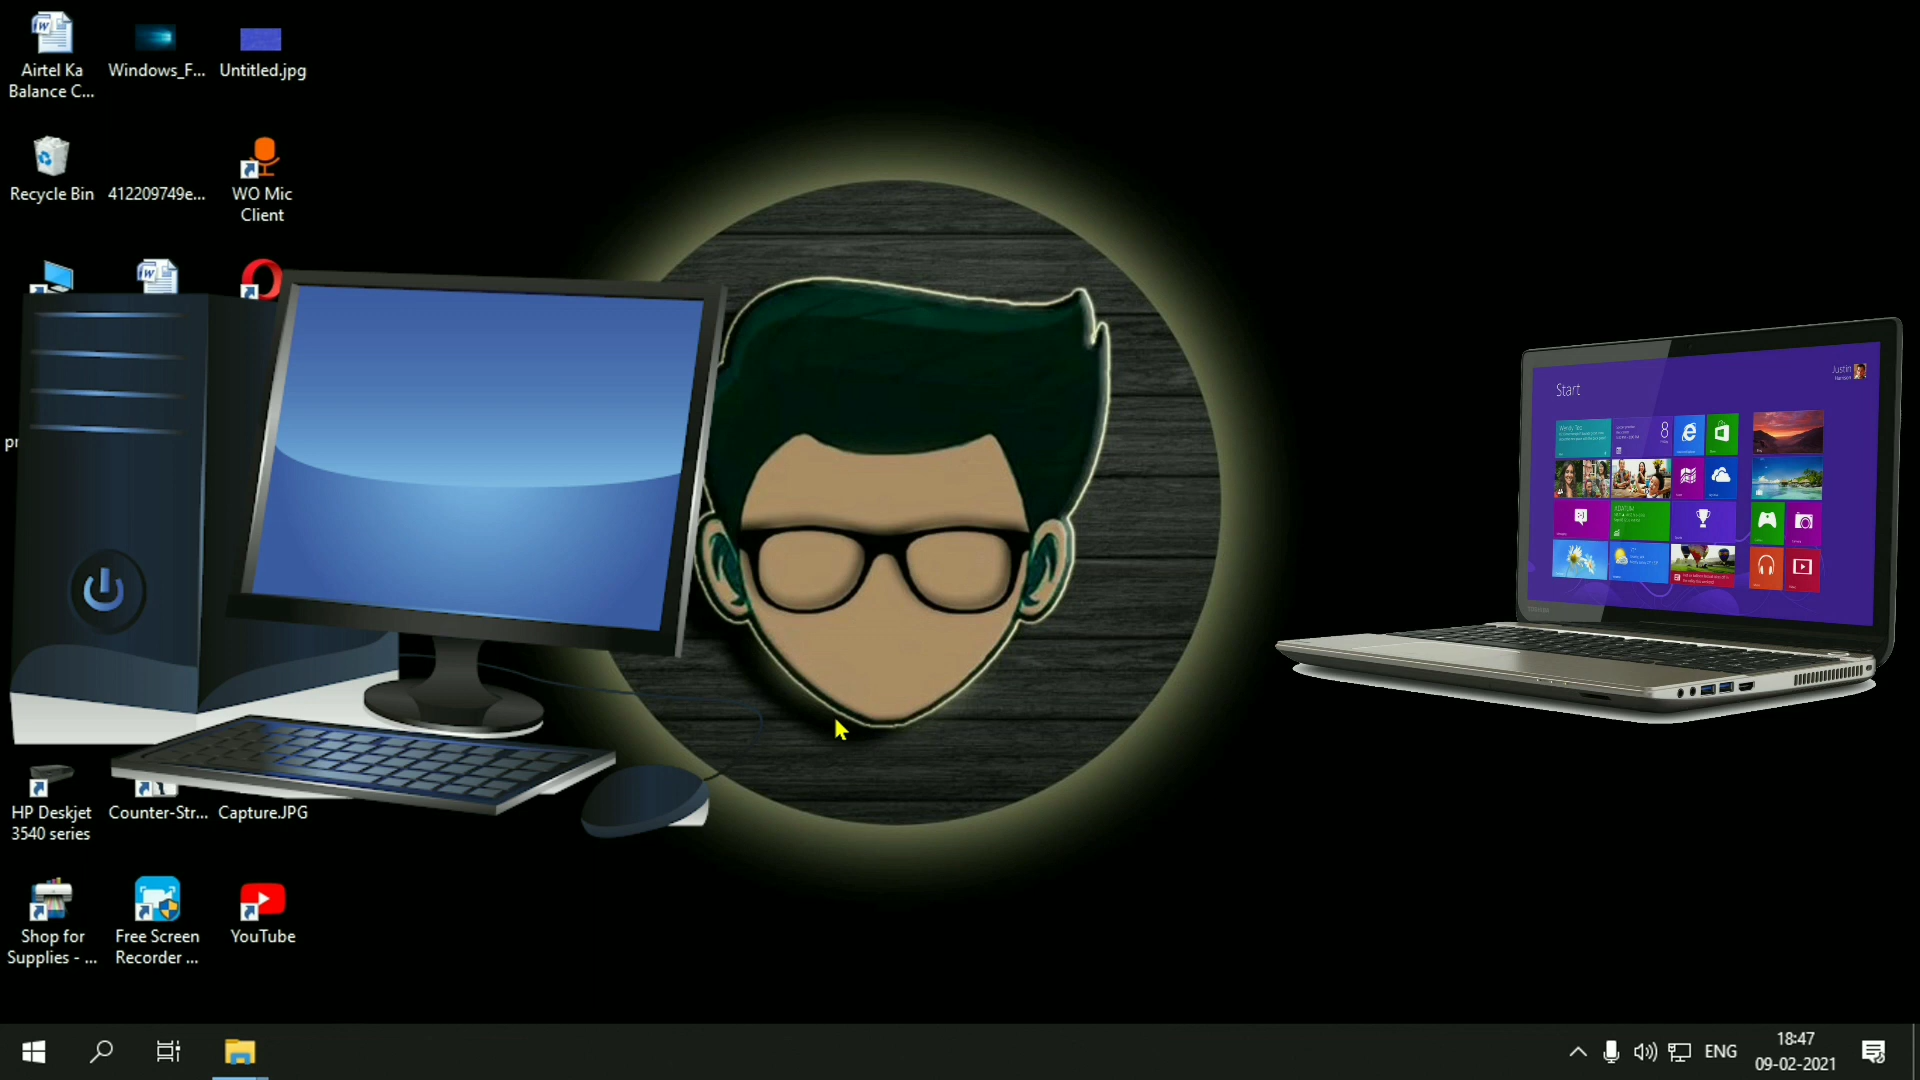 Airtel Ka
Balance C...
Windows_F...
Untitled.jpg
Recycle Bin
412209749e...
WO Mic
Client
pr
Start
Justin
HP Deskjet
3540 series
Counter-Str...
Capture.JPG
Shop for
Supplies - ...
Free Screen
Recorder ...
YouTube
ENG
18:47
09-02-2021